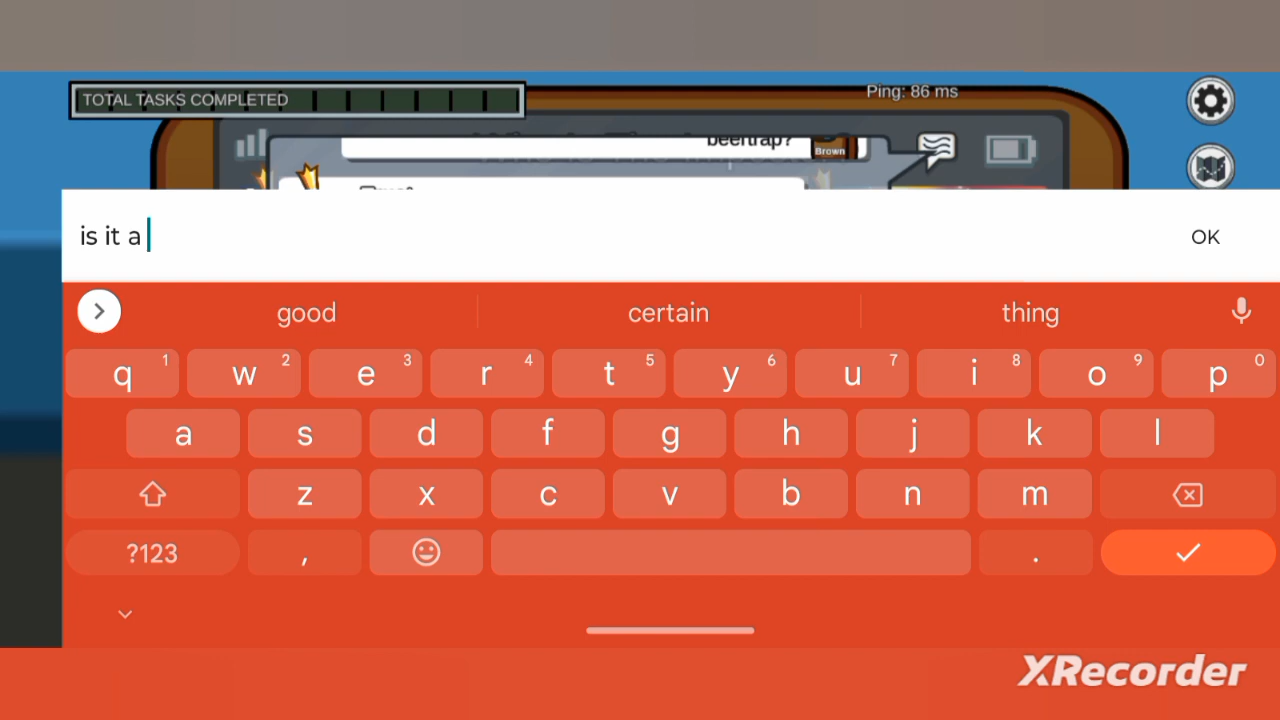 TOTAL TASKS COMPLETED
Ping: 86 ms
beertrap?
Brown
is it a
OK
good certain thing
q 1 w 2 e 3 r 4 t 5 y 6 u 7 i 8 o 9 p 0
a s d f g h j k l
z x c v b n m
?123 , .
XRecorder